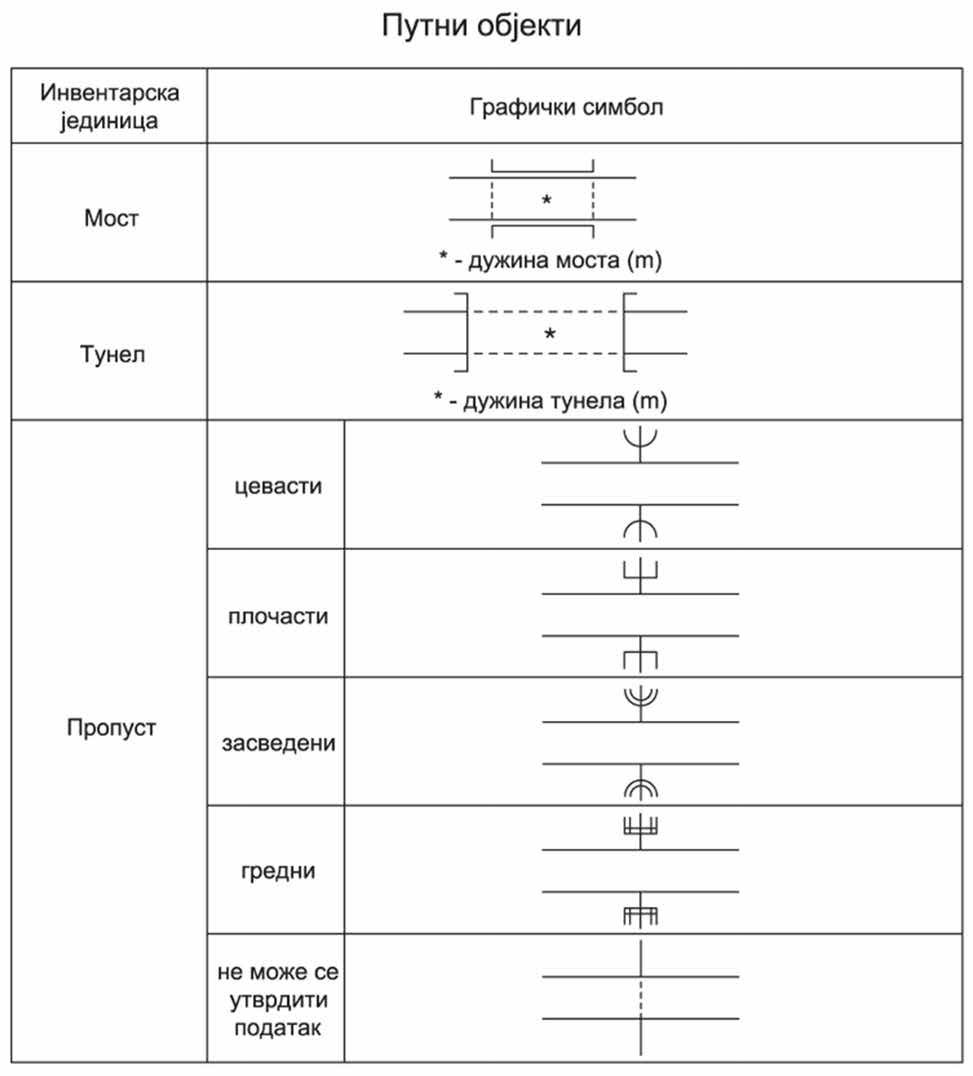 Путни објекти
Инвентарска
јединица
Графички симбол
Мост
*
* - дужина моста (m)
Тунел
*
* - дужина тунела (m)
Пропуст
цевасти
плочасти
засведени
гредни
не може се
утврдити
податак